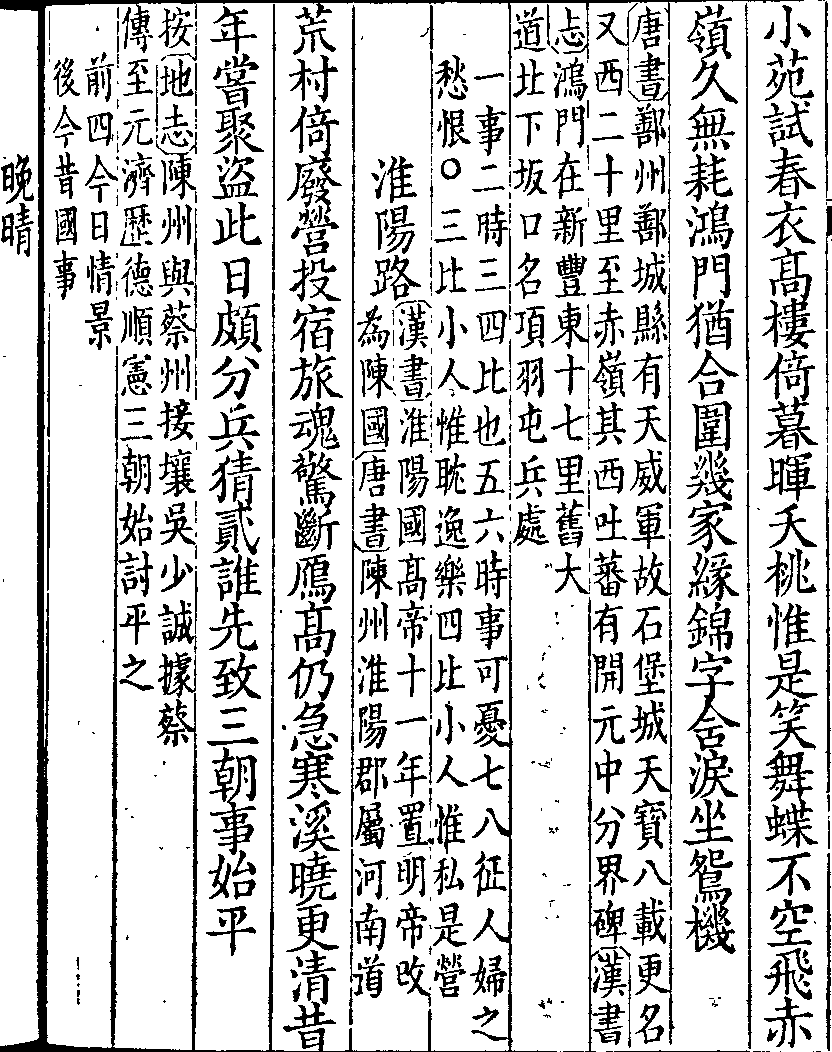 小苑試春衣高樓倚暮暉夭桃惟是笑舞蝶不空飛赤
嶺久無耗鴻門猶合圍幾家緣錦字含淚坐鴛機
唐書鄯州鄯城縣有天威軍故石堡城天寶八載更名
又西二十里至赤嶺其西吐蕃有開元中分界碑漢書
志鴻門在新豐東十七里舊大
道北下坂口名項羽屯兵處
一事二時三四比也五六時事可憂七八征人婦之
愁恨○三比小人惟耽逸樂四比小人惟私是營
淮陽路
漢書淮陽國高帝十一年置明帝改
為陳國唐書陳州淮陽郡屬河南道
荒村倚廢營投宿旅魂驚斷鴈高仍急寒溪曉更清昔
年嘗聚盜此日頗分兵猜貳誰先致三朝事始平
按地志陳州與蔡州接壤吳少誠據蔡
傳至元濟歷德順憲三朝始討平之
前四今日情景
後今昔國事
晚晴